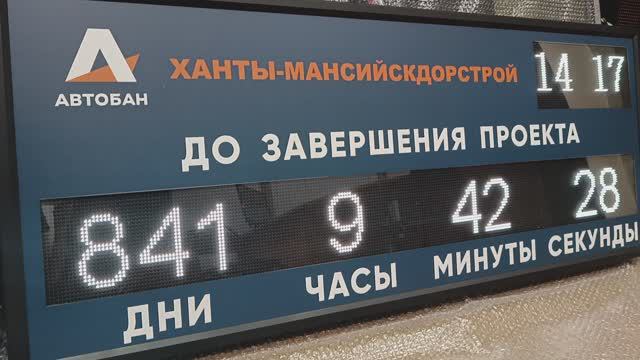 АВТОБАН
ХАНТЫ-МАНСИЙСКДОРСТРОЙ
14 17
ДО ЗАВЕРШЕНИЯ ПРОЕКТА
841 9 42 28
ДНИ ЧАСЫ МИНУТЫ СЕКУНДЫ